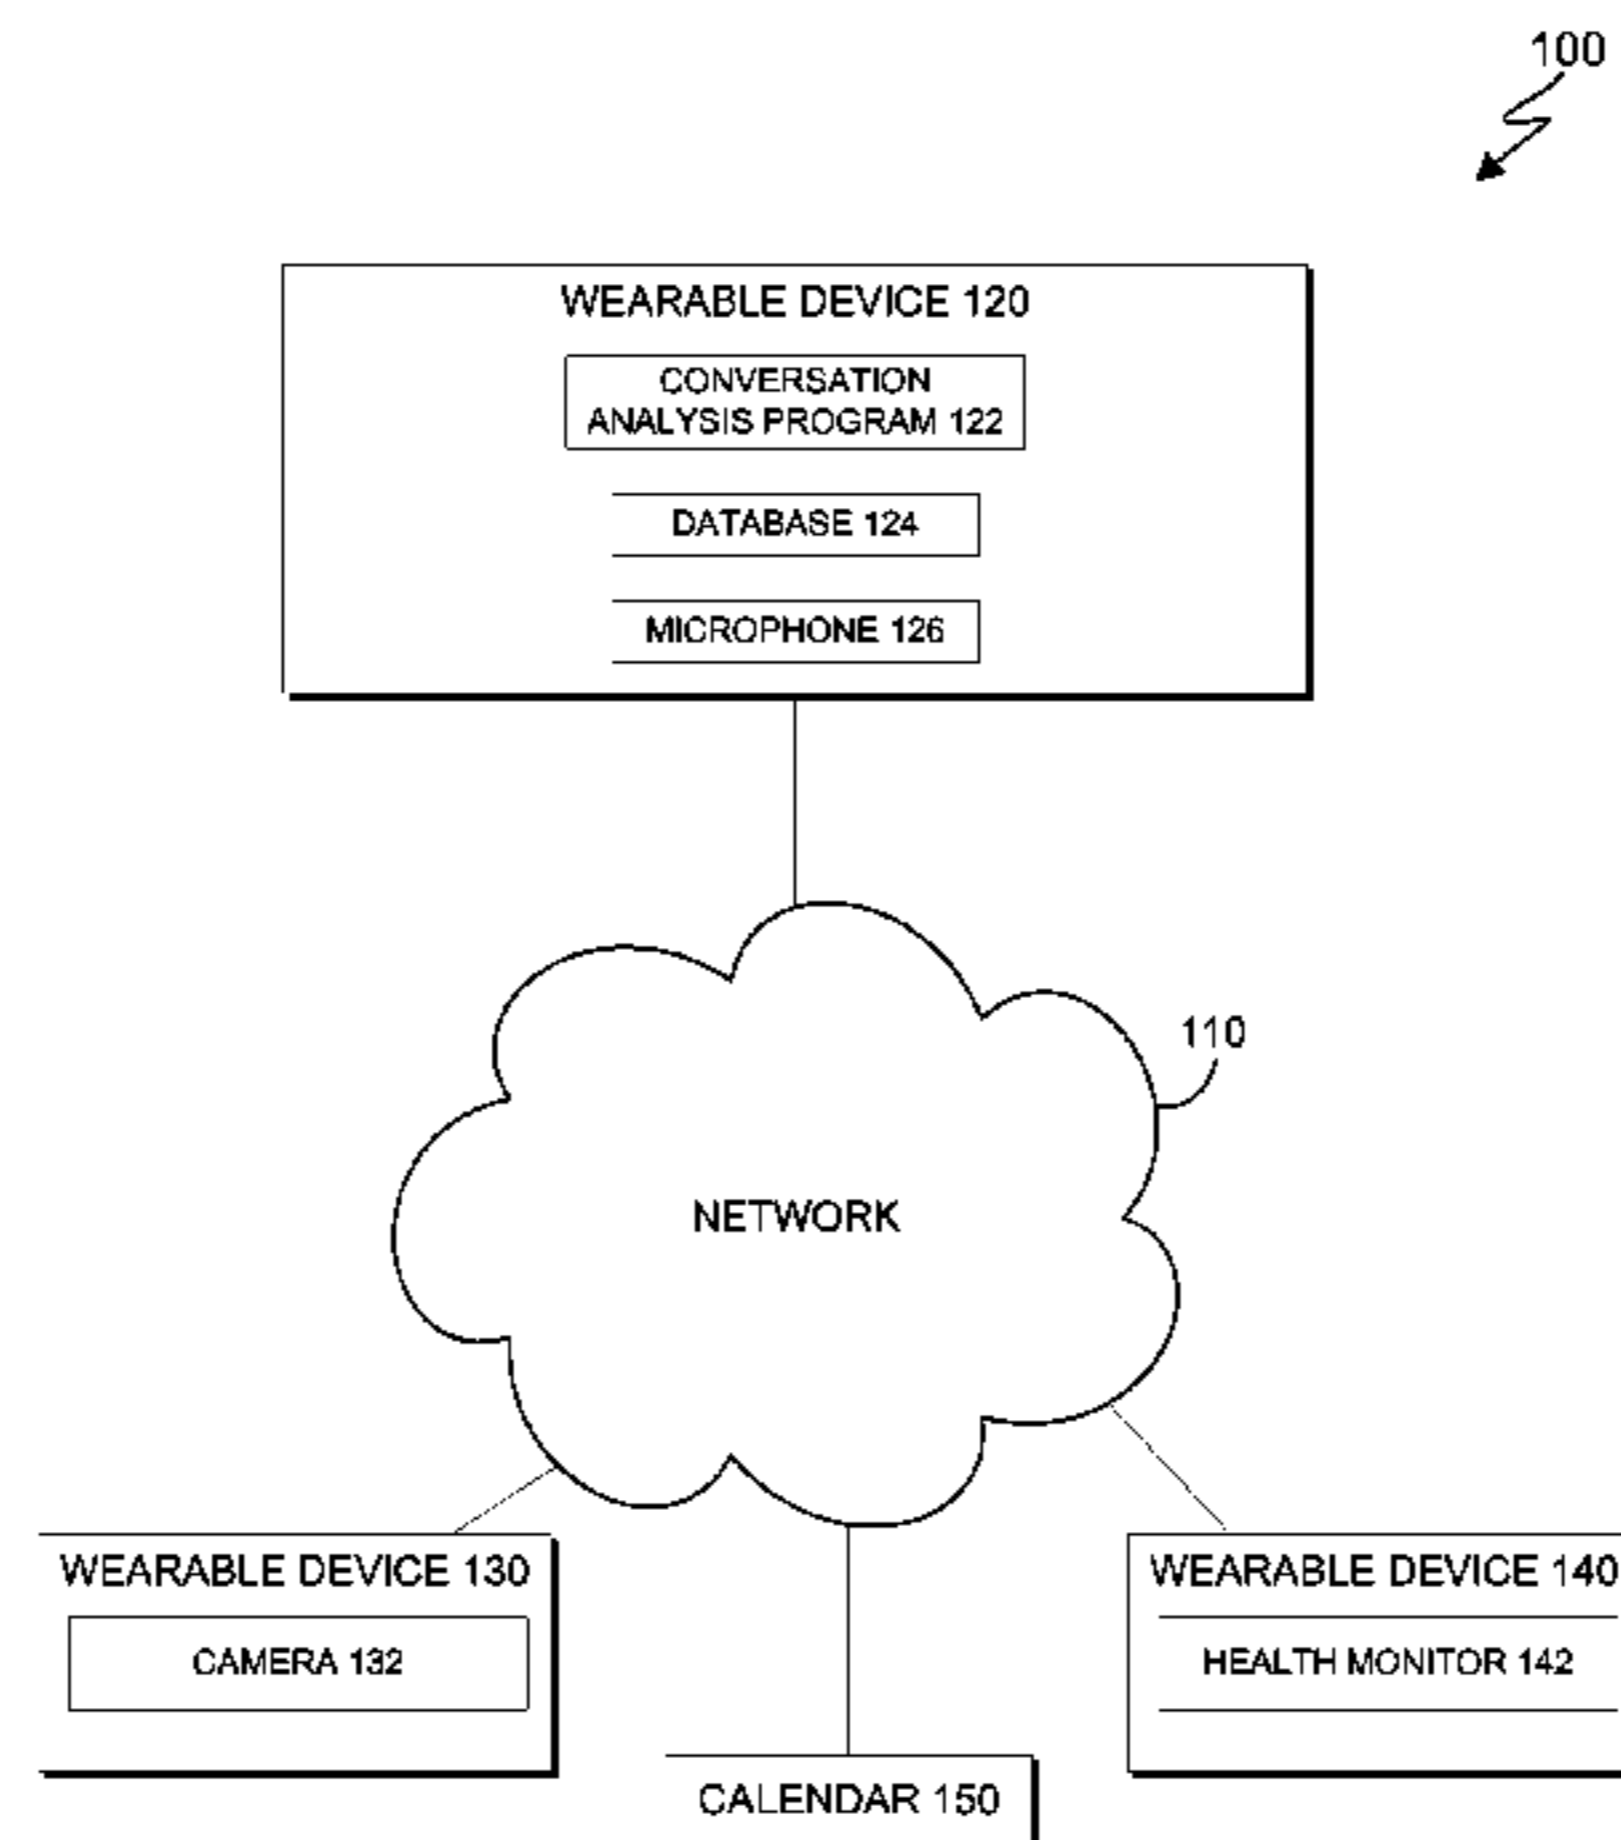 100
WEARABLE DEVICE 120
CONVERSATION
ANALYSIS PROGRAM 122
DATABASE 124
MICROPHONE 126
110
NETWORK
WEARABLE DEVICE 130
CAMERA 132
WEARABLE DEVICE 140
HEALTH MONITOR 142
CALENDAR 150